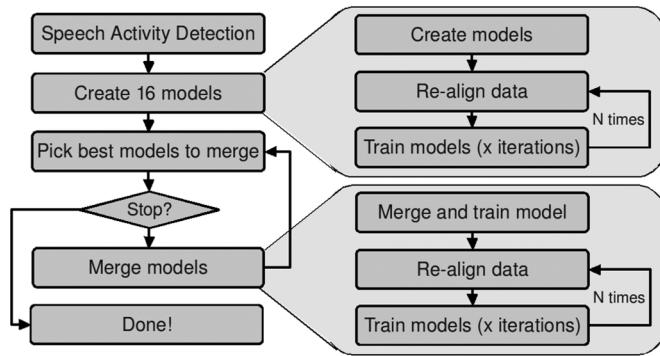 Speech Activity Detection
Create 16 models
Pick best models to merge
Stop?
Merge models
Done!
Create models
Re-align data
N times
Train models (x iterations)
Merge and train model
Re-align data
N times
Train models (x iterations)